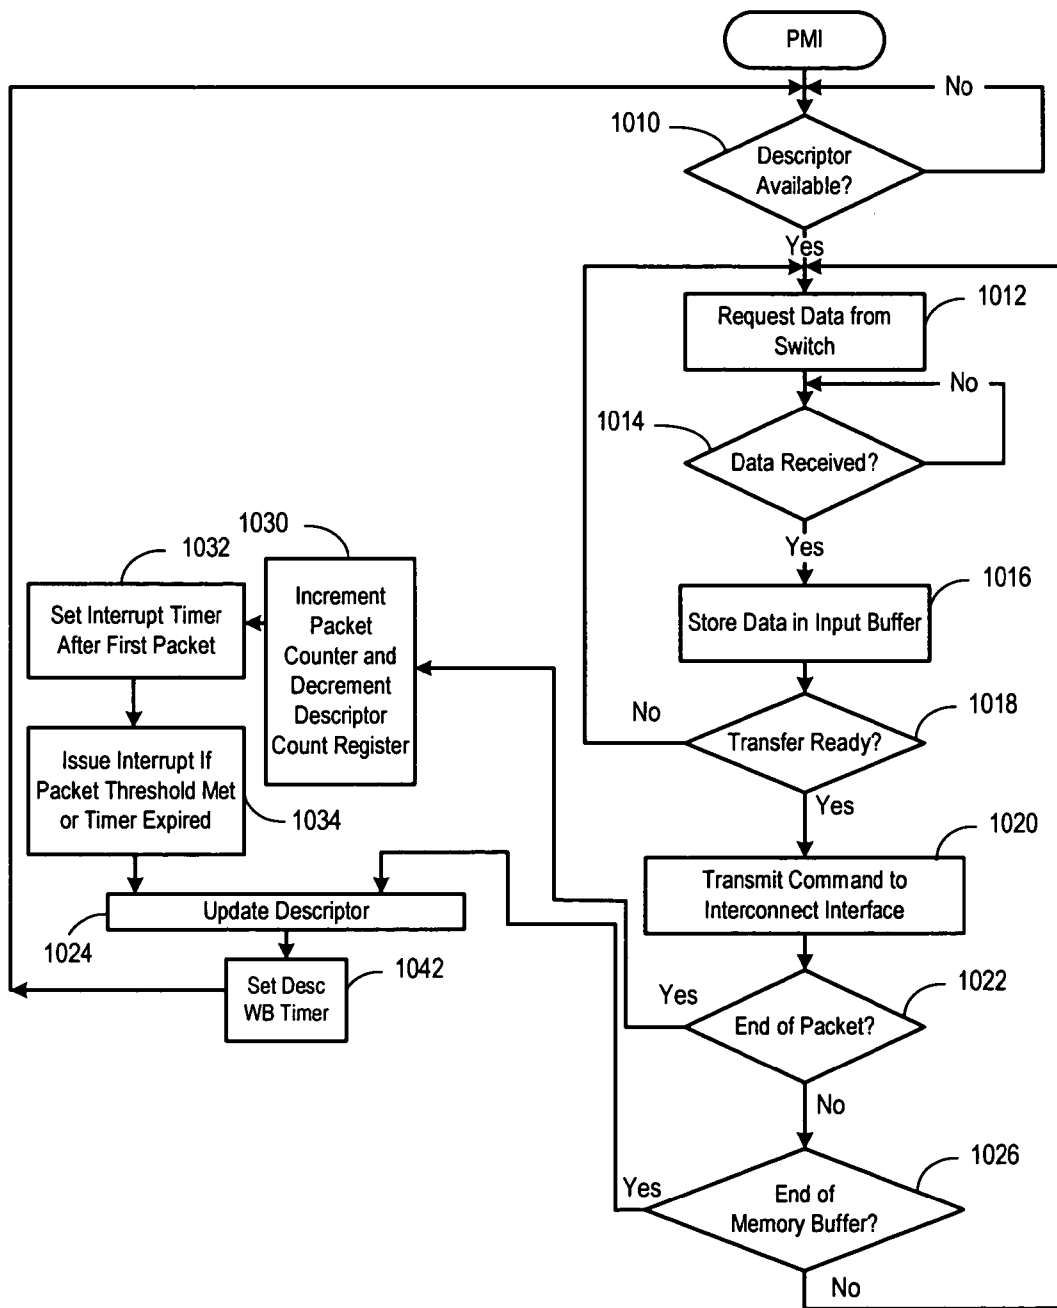 PMI
No
1010
Descriptor
Available?
Yes
Request Data from
Switch
1012
No
1014
Data Received?
Yes
1016
Store Data in Input Buffer
No
1018
Transfer Ready?
Yes
1020
Transmit Command to
Interconnect Interface
Yes
1022
End of Packet?
No
1026
Yes
End of
Memory Buffer?
No
1030
Increment
Packet
Counter and
Decrement
Descriptor
Count Register
1032
Set Interrupt Timer
After First Packet
Issue Interrupt If
Packet Threshold Met
or Timer Expired
1034
Update Descriptor
1024
1042
Set Desc
WB Timer